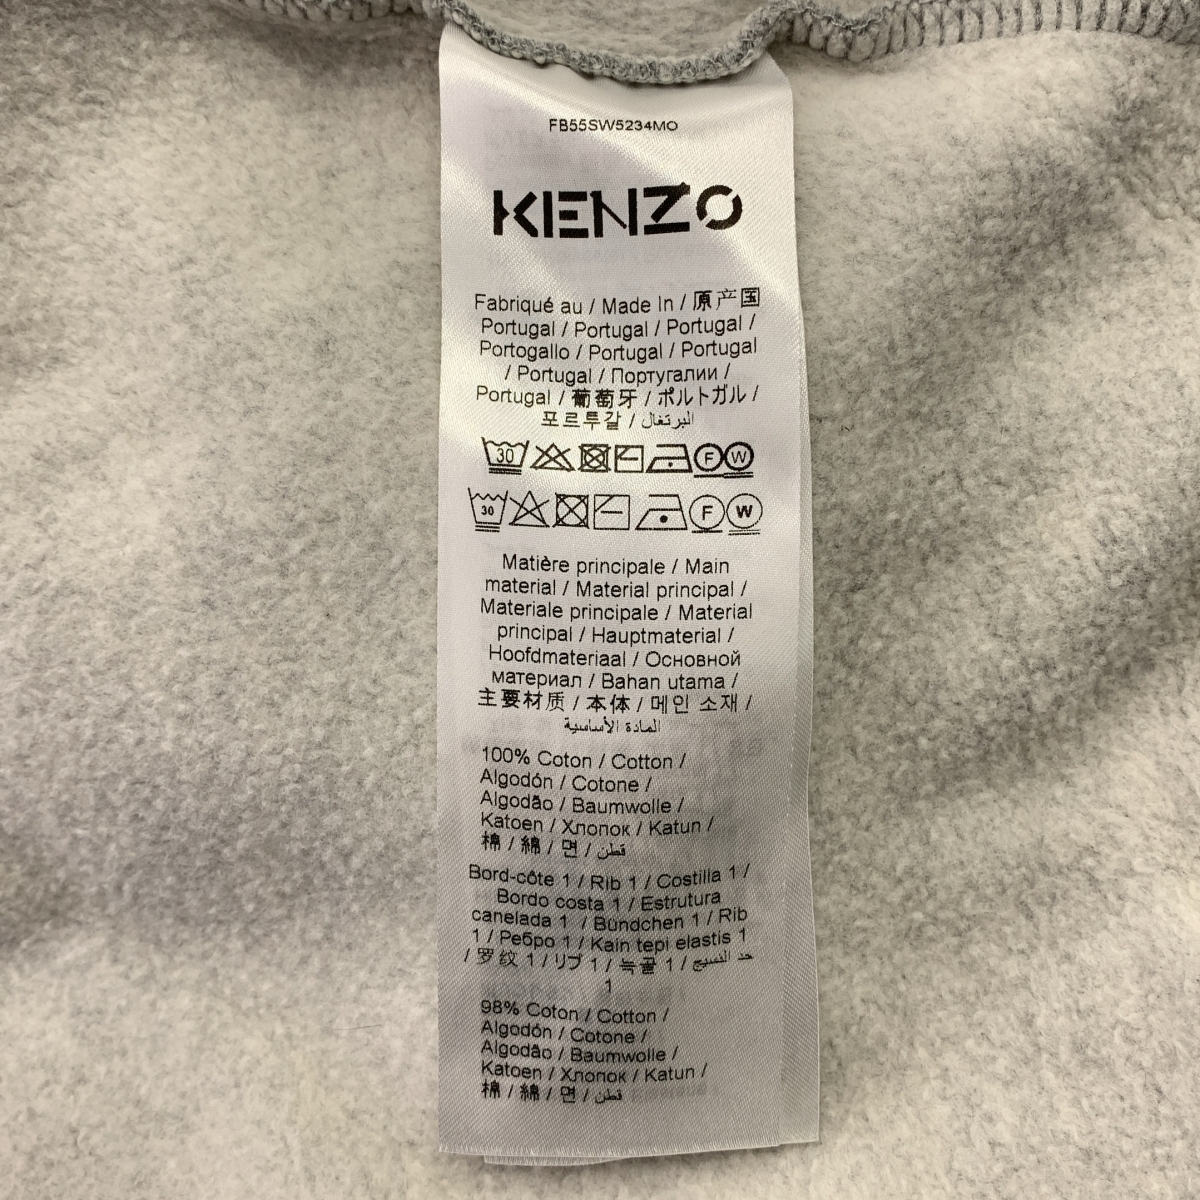 FB55SW5234MO
KENZO
Fabriqué au / Made In / 原产国
Portugal / Portugal / Portugal /
Portogallo / Portugal / Portugal
/ Portugal / Португалии /
Portugal / 葡萄牙 / ポルトガル /
포르투갈 / البرتغال
30 F W
30 F W
Matière principale / Main
material / Material principal /
Materiale principale / Material
principal / Hauptmaterial /
Hoofdmateriaal / Основной
материал / Bahan utama /
主要材质 / 本体 / 메인 소재 /
المادة الأساسية
100% Coton / Cotton /
Algodón / Cotone /
Algodão / Baumwolle /
Katoen / Хлопок / Katun /
棉 / 綿 / 면 / قطن
Bord-côte 1 / Rib 1 / Costilla 1 /
Bordo costa 1 / Estrutura
canelada 1 / Bündchen 1 / Rib
1 / Ребро 1 / Kain tepi elastis 1
/ 罗纹 1 / リブ 1 / 늑골 1 / حد النسيج
1
98% Coton / Cotton /
Algodón / Cotone /
Algodão / Baumwolle /
Katoen / Хлопок / Katun /
棉 / 綿 / 면 / قطن